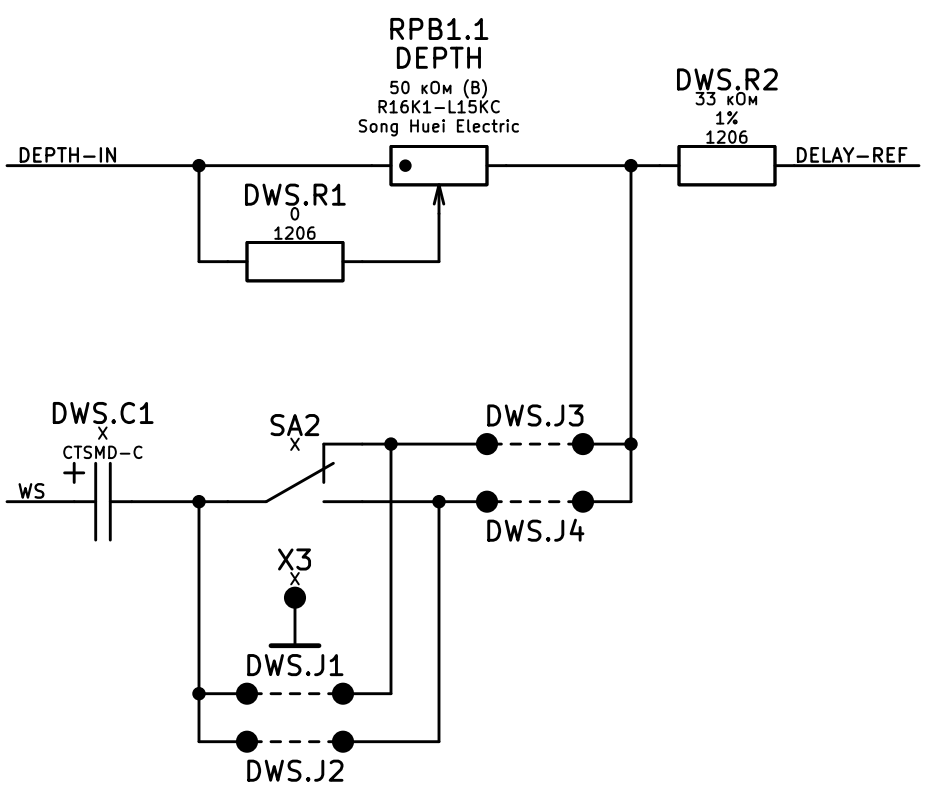 RPB1.1
DEPTH
50 кОм (B)
R16K1-L15KC
Song Huei Electric
DWS.R2
33 кОм
1%
1206
DEPTH-IN
DELAY-REF
DWS.R1
0
1206
DWS.C1
X
CTSMD-C
+
WS
SA2
X
DWS.J3
DWS.J4
X3
X
DWS.J1
DWS.J2